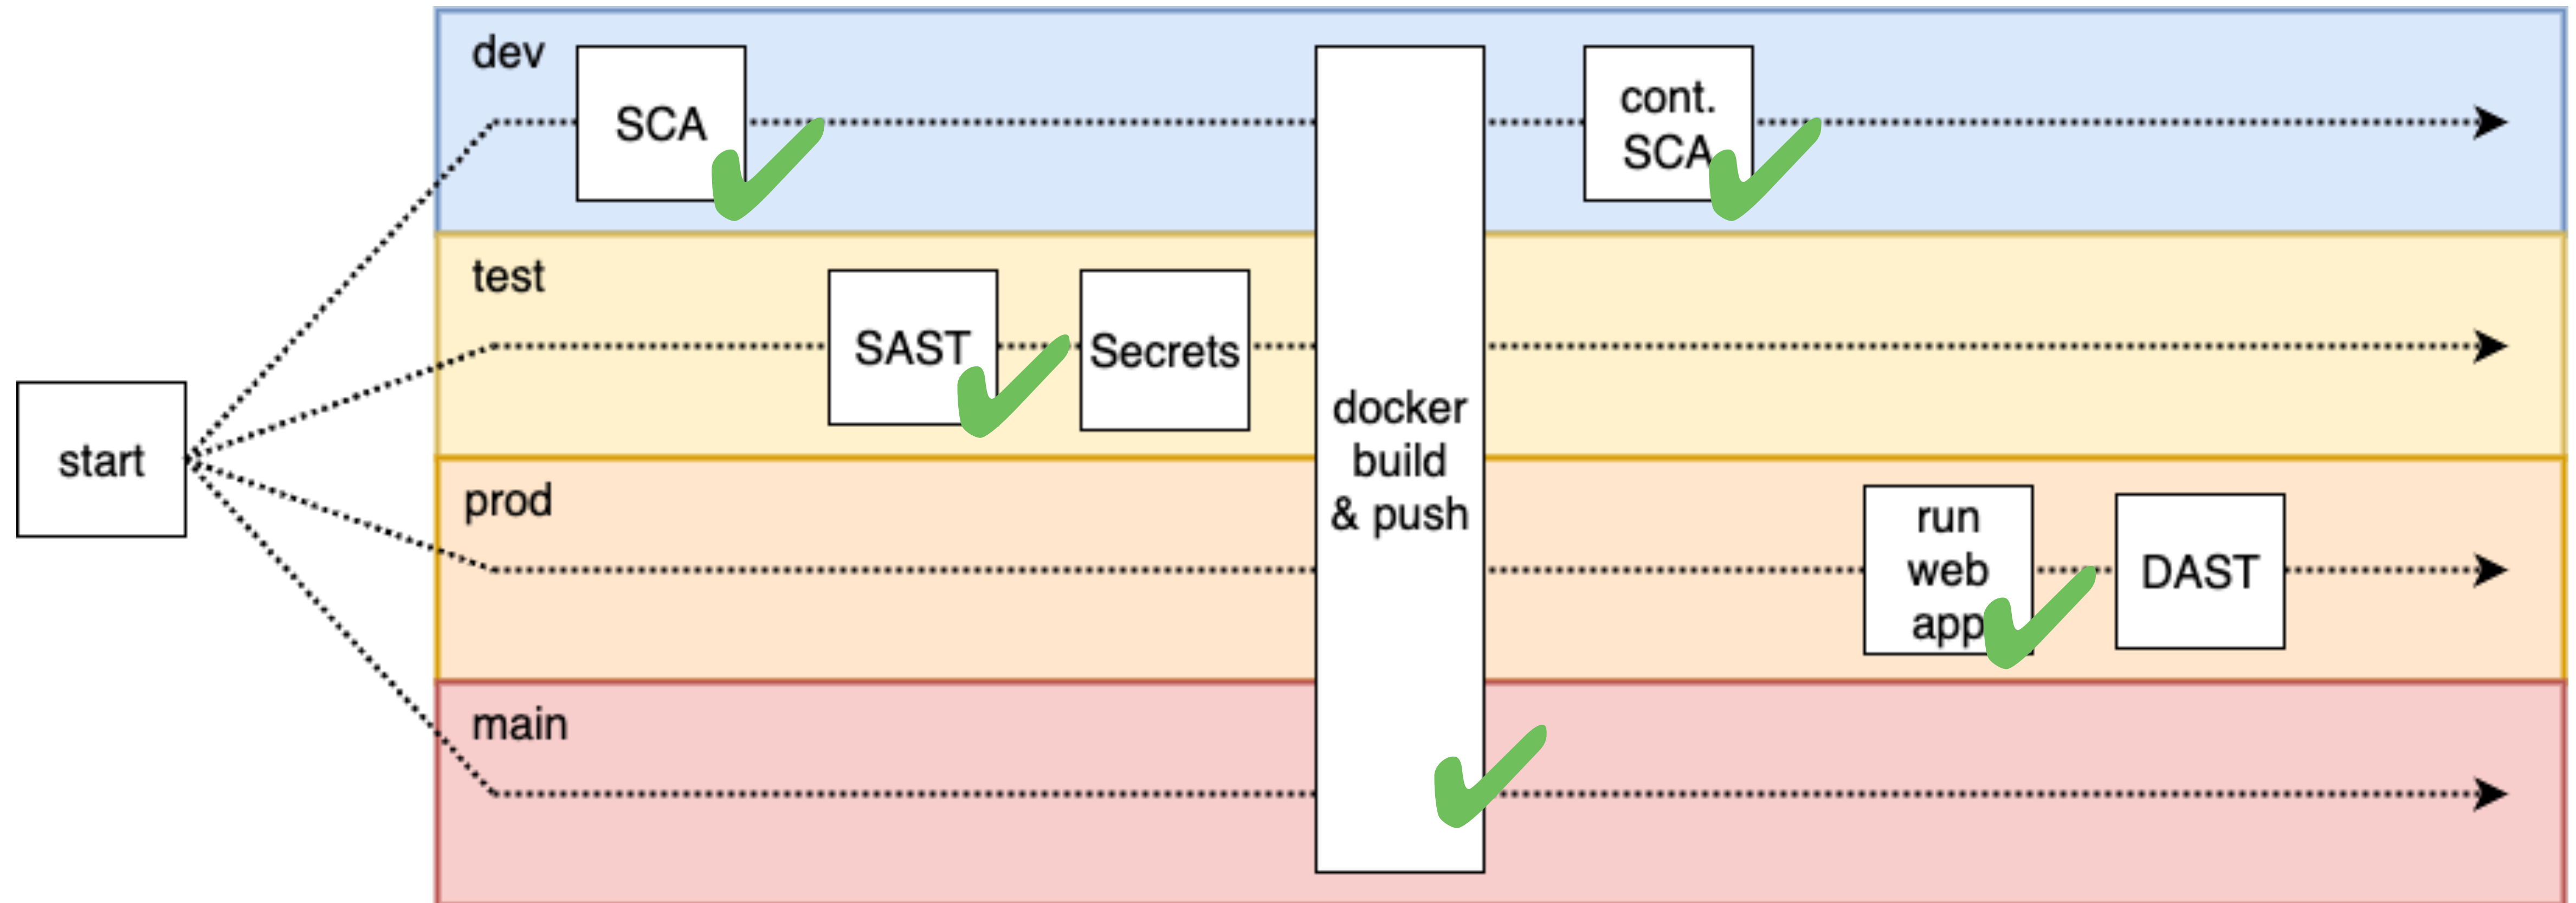 start
dev
SCA
cont.
SCA
test
SAST
Secrets
docker
build
& push
prod
run
web
app
DAST
main